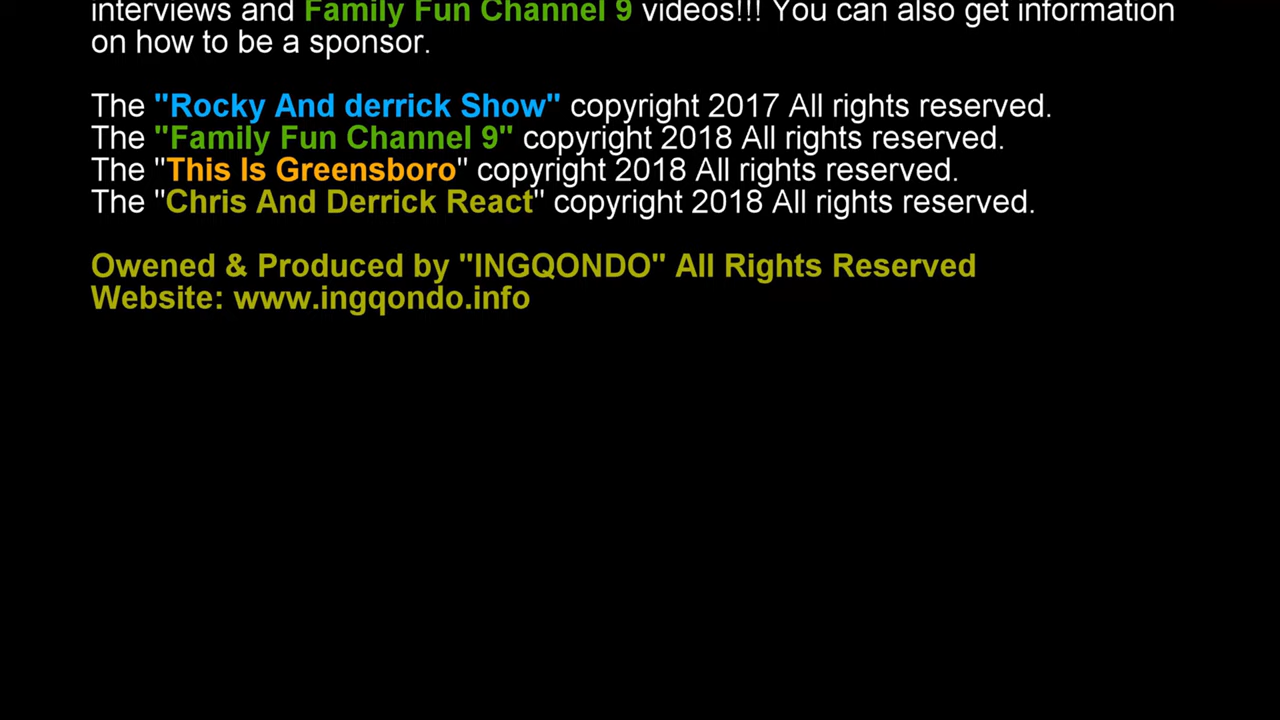 interviews and Family Fun Channel 9 videos!!! You can also get information
on how to be a sponsor.
The "Rocky And derrick Show" copyright 2017 All rights reserved.
The "Family Fun Channel 9" copyright 2018 All rights reserved.
The "This Is Greensboro" copyright 2018 All rights reserved.
The "Chris And Derrick React" copyright 2018 All rights reserved.
Owened & Produced by "INGQONDO" All Rights Reserved
Website: www.ingqondo.info